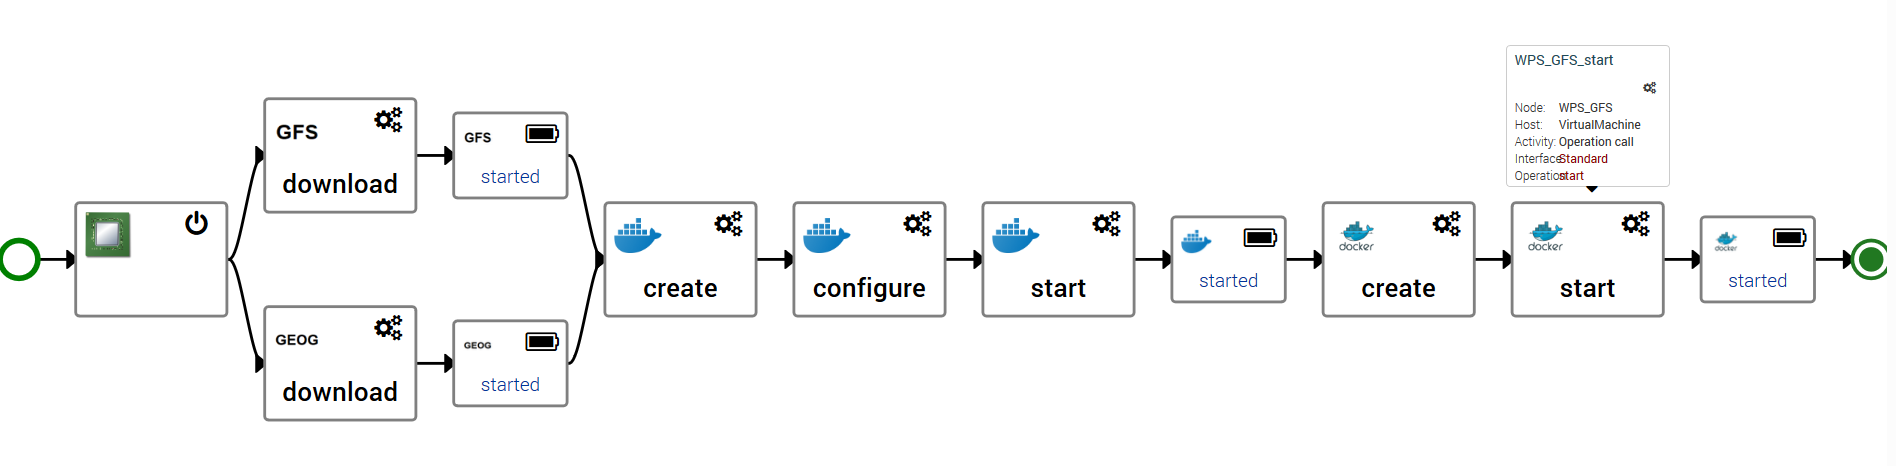 WPS_GFS_start
Node: WPS_GFS
Host: VirtualMachine
Activity: Operation call
Interface Standard
Operation start
GFS
download
GFS
started
GEOG
download
GEOG
started
create
configure
start
started
docker
create
docker
start
docker
started